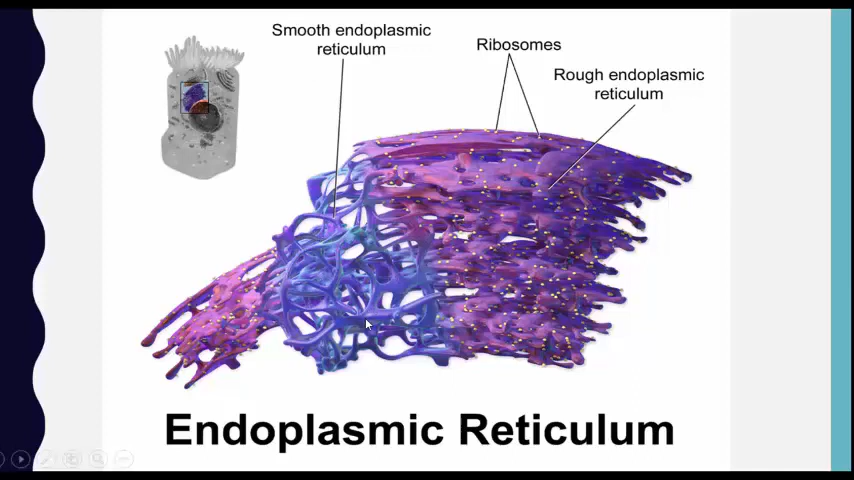 Smooth endoplasmic
reticulum
Ribosomes
Rough endoplasmic
reticulum
Endoplasmic Reticulum